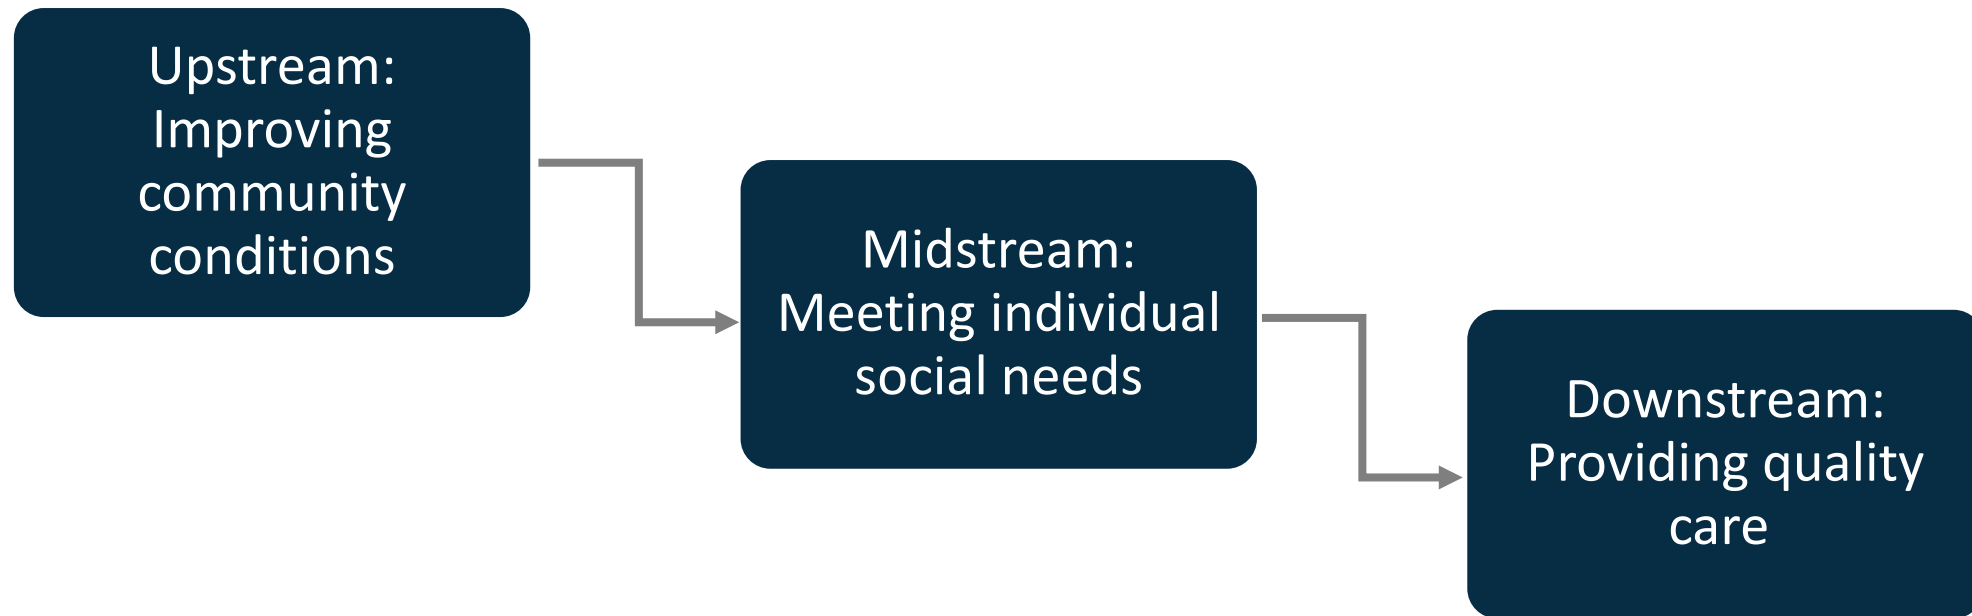 Upstream:
Improving
community
conditions
Midstream:
Meeting individual
social needs
Downstream:
Providing quality
care